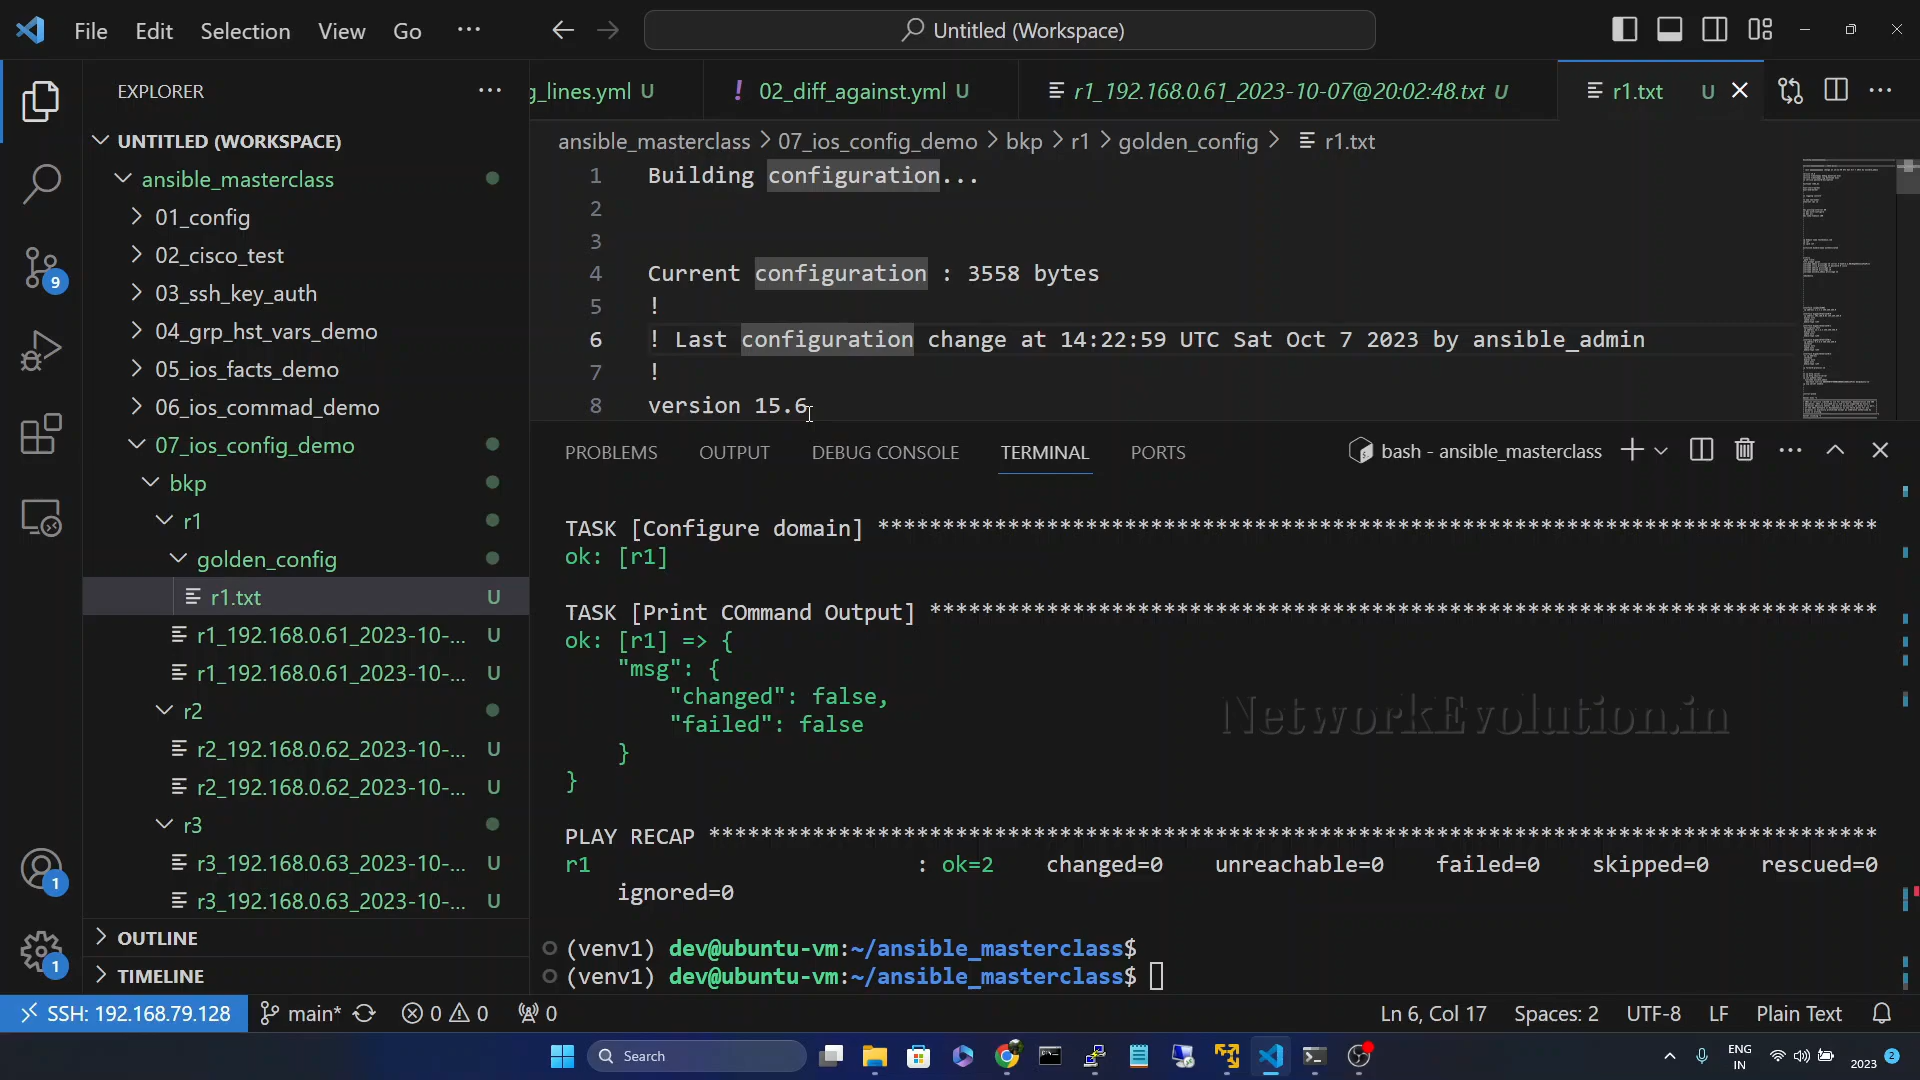 File Edit Selection View Go ··· Untitled (Workspace)
EXPLORER ···
g_lines.yml U ! 02_diff_against.yml U r1_192.168.0.61_2023-10-07@20:02:48.txt U r1.txt U
UNTITLED (WORKSPACE)
ansible_masterclass
01_config
02_cisco_test
03_ssh_key_auth
04_grp_hst_vars_demo
05_ios_facts_demo
06_ios_commad_demo
07_ios_config_demo
bkp
r1
golden_config
r1.txt U
r1_192.168.0.61_2023-10-... U
r1_192.168.0.61_2023-10-... U
r2
r2_192.168.0.62_2023-10-... U
r2_192.168.0.62_2023-10-... U
r3
r3_192.168.0.63_2023-10-... U
r3_192.168.0.63_2023-10-... U
OUTLINE
TIMELINE
9
1
1
ansible_masterclass > 07_ios_config_demo > bkp > r1 > golden_config > r1.txt
1 Building configuration...
2
3
4 Current configuration : 3558 bytes
5 !
6 ! Last configuration change at 14:22:59 UTC Sat Oct 7 2023 by ansible_admin
7 !
8 version 15.6
PROBLEMS OUTPUT DEBUG CONSOLE TERMINAL PORTS bash - ansible_masterclass
TASK [Configure domain] ****************************************************************************
ok: [r1]
TASK [Print COmmand Output] ************************************************************************
ok: [r1] => {
"msg": {
"changed": false,
"failed": false
}
}
NetworkEvolution.in
PLAY RECAP *****************************************************************************************
r1 : ok=2 changed=0 unreachable=0 failed=0 skipped=0 rescued=0
ignored=0
(venv1) dev@ubuntu-vm:~/ansible_masterclass$
(venv1) dev@ubuntu-vm:~/ansible_masterclass$
SSH: 192.168.79.128 main* 0 0 0 Ln 6, Col 17 Spaces: 2 UTF-8 LF Plain Text
Search ENG IN 2023 2